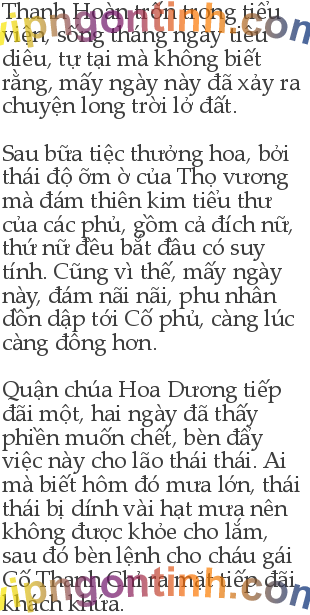 Thanh Hoàn trốn trong tiểu
viện, sống tháng ngày tiêu
diêu, tự tại mà không biết
rằng, mấy ngày này đã xảy ra
chuyện long trời lở đất.

Sau bữa tiệc thưởng hoa, bởi
thái độ ỡm ờ của Thọ vương
mà đám thiên kim tiểu thư
của các phủ, gồm cả đích nữ,
thứ nữ đều bắt đầu có suy
tính. Cũng vì thế, mấy ngày
này, đám nãi nãi, phu nhân
dồn dập tới Cố phủ, càng lúc
càng đông hơn.

Quận chúa Hoa Dương tiếp
đãi một, hai ngày đã thấy
phiền muốn chết, bèn đẩy
việc này cho lão thái thái. Ai
mà biết hôm đó mưa lớn, thái
thái bị dính vài hạt mưa nên
không được khỏe cho lắm,
sau đó bèn lệnh cho cháu gái
Cố Thanh Chỉ ra mặt tiếp đãi
khách khứa.
vipngontinh.com
vipngontinh.com